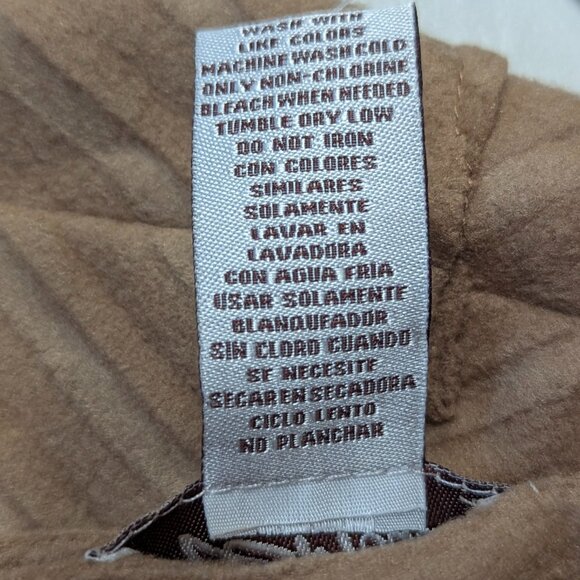 WASH WITH
LIKE COLORS
MACHINE WASH COLD
ONLY NON-CHLORINE
BLEACH WHEN NEEDED
TUMBLE DRY LOW
DO NOT IRON
CON COLORES
SIMILARES
SOLAMENTE
LAVAR EN
LAVADORA
CON AGUA FRIA
USAR SOLAMENTE
BLANQUEADOR
SIN CLORO CUANDO
SE NECESITE
SECAR EN SECADORA
CICLO LENTO
NO PLANCHAR